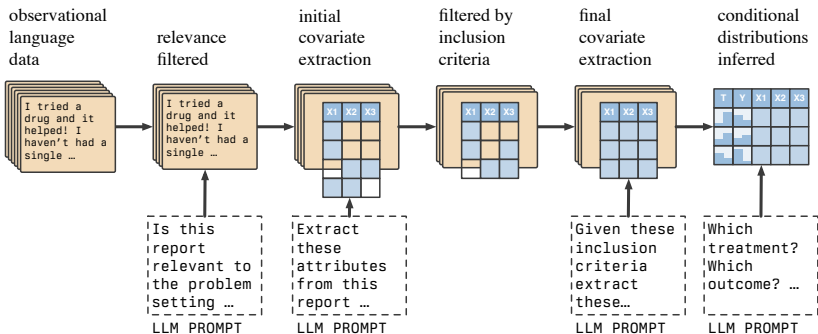 observational
language
data
relevance
filtered
initial
covariate
extraction
filtered by
inclusion
criteria
final
covariate
extraction
conditional
distributions
inferred
I tried a
drug and it
helped! I
haven't had a
single …
I tried a
drug and it
helped! I
haven't had a
single …
X1 X2 X3
X1 X2 X3
X1 X2 X3
T Y X1 X2 X3
Is this
report
relevant to
the problem
setting …
LLM PROMPT
Extract
these
attributes
from this
report …
LLM PROMPT
Given these
inclusion
criteria
extract
these…
LLM PROMPT
Which
treatment?
Which
outcome? …
LLM PROMPT